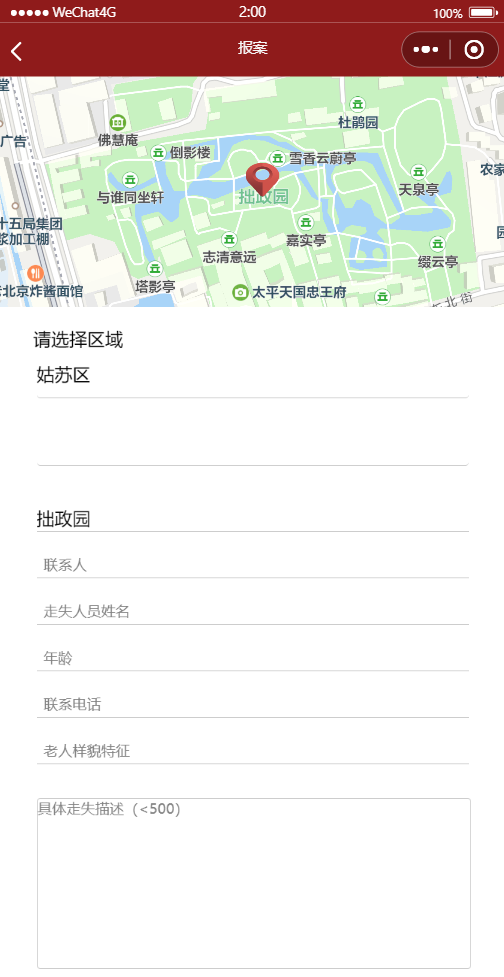 WeChat4G
2:00
100%
报案
堂
杜鹃园
佛慧庵
广告
倒影楼
雪香云蔚亭
农家
与谁同坐轩
拙政园
天泉亭
十五局集团
浆加工棚
嘉实亭
志清意远
缀云亭
老北京炸酱面馆
塔影亭
太平天国忠王府
东北街
请选择区域
姑苏区
拙政园
联系人
走失人员姓名
年龄
联系电话
老人样貌特征
具体走失描述（<500）